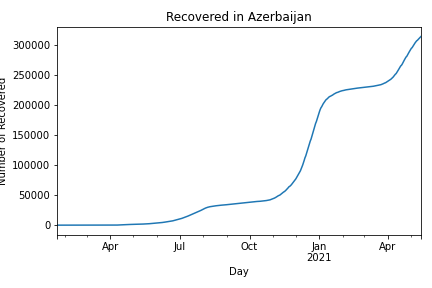 Recovered in Azerbaijan
Number of Recovered
300000
250000
200000
150000
100000
50000
0
Apr
Jul
Oct
Jan
2021
Apr
Day